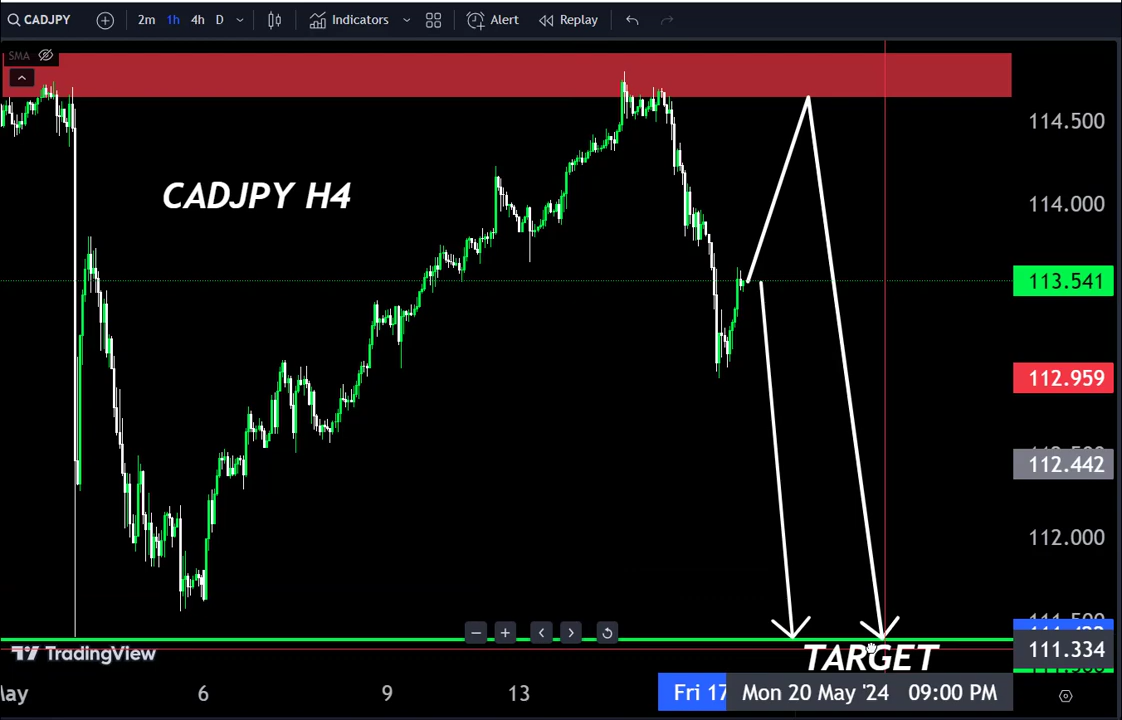 CADJPY 2m 1h 4h D Indicators Alert Replay
SMA
114.500
CADJPY H4
114.000
113.541
112.959
112.442
112.000
111.334
TARGET
TradingView
6 9 13 Fri 17 Mon 20 May '24 09:00 PM